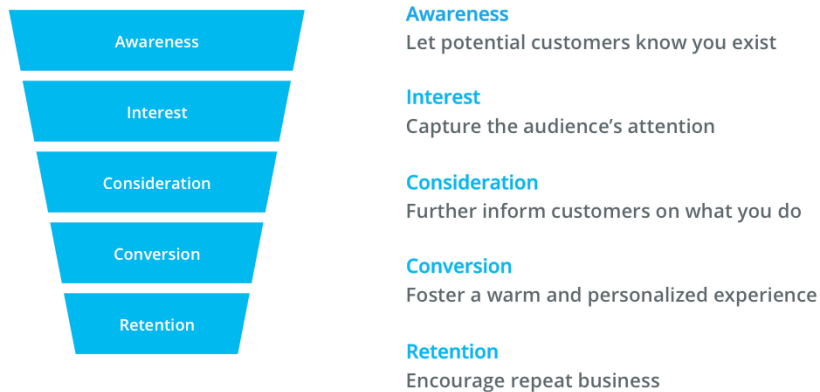 Awareness
Interest
Consideration
Conversion
Retention
Awareness
Let potential customers know you exist
Interest
Capture the audience’s attention
Consideration
Further inform customers on what you do
Conversion
Foster a warm and personalized experience
Retention
Encourage repeat business